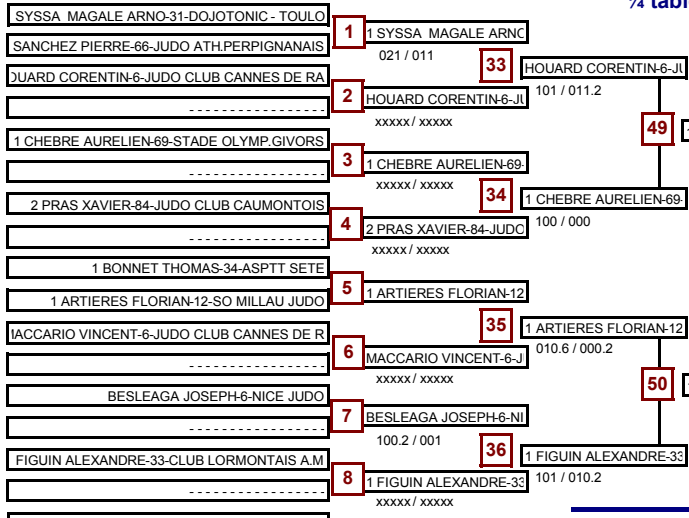 ¼ tabl
SYSSA MAGALE ARNO-31-DOJOTONIC - TOULO
1
1 SYSSA MAGALE ARNO
SANCHEZ PIERRE-66-JUDO ATH.PERPIGNANAIS
021 / 011
33
HOUARD CORENTIN-6-JU
OUARD CORENTIN-6-JUDO CLUB CANNES DE RA
101 / 011.2
2
HOUARD CORENTIN-6-JU
- - - - - - - - - - - - - - - - -
xxxxx / xxxxx
49
1 CHEBRE AURELIEN-69-STADE OLYMP.GIVORS
3
1 CHEBRE AURELIEN-69-
- - - - - - - - - - - - - - - - -
xxxxx / xxxxx
34
1 CHEBRE AURELIEN-69-
2 PRAS XAVIER-84-JUDO CLUB CAUMONTOIS
100 / 000
4
2 PRAS XAVIER-84-JUDO
- - - - - - - - - - - - - - - - -
xxxxx / xxxxx
1 BONNET THOMAS-34-ASPTT SETE
5
1 ARTIERES FLORIAN-12
1 ARTIERES FLORIAN-12-SO MILLAU JUDO
35
1 ARTIERES FLORIAN-12
MACCARIO VINCENT-6-JUDO CLUB CANNES DE R
010.6 / 000.2
6
MACCARIO VINCENT-6-J
- - - - - - - - - - - - - - - - -
xxxxx / xxxxx
50
BESLEAGA JOSEPH-6-NICE JUDO
7
BESLEAGA JOSEPH-6-NI
- - - - - - - - - - - - - - - - -
100.2 / 001
36
1 FIGUIN ALEXANDRE-33
FIGUIN ALEXANDRE-33-CLUB LORMONTAIS A.M
101 / 010.2
8
1 FIGUIN ALEXANDRE-33
- - - - - - - - - - - - - - - - -
xxxxx / xxxxx